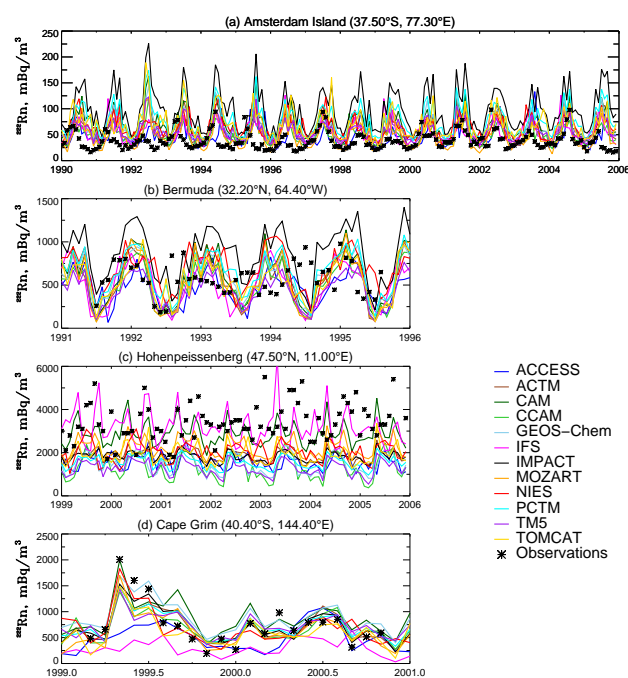 (a) Amsterdam Island (37.50°S, 77.30°E)
²²²Rn, mBq/m³
250
200
150
100
50
0
1990 1992 1994 1996 1998 2000 2002 2004 2006
(b) Bermuda (32.20°N, 64.40°W)
²²²Rn, mBq/m³
1500
1000
500
0
1991 1992 1993 1994 1995 1996
(c) Hohenpeissenberg (47.50°N, 11.00°E)
²²²Rn, mBq/m³
6000
4000
2000
0
1999 2000 2001 2002 2003 2004 2005 2006
ACCESS
ACTM
CAM
CCAM
GEOS−Chem
IFS
IMPACT
MOZART
NIES
PCTM
TM5
TOMCAT
Observations
(d) Cape Grim (40.40°S, 144.40°E)
²²²Rn, mBq/m³
2500
2000
1500
1000
500
0
1999.0 1999.5 2000.0 2000.5 2001.0